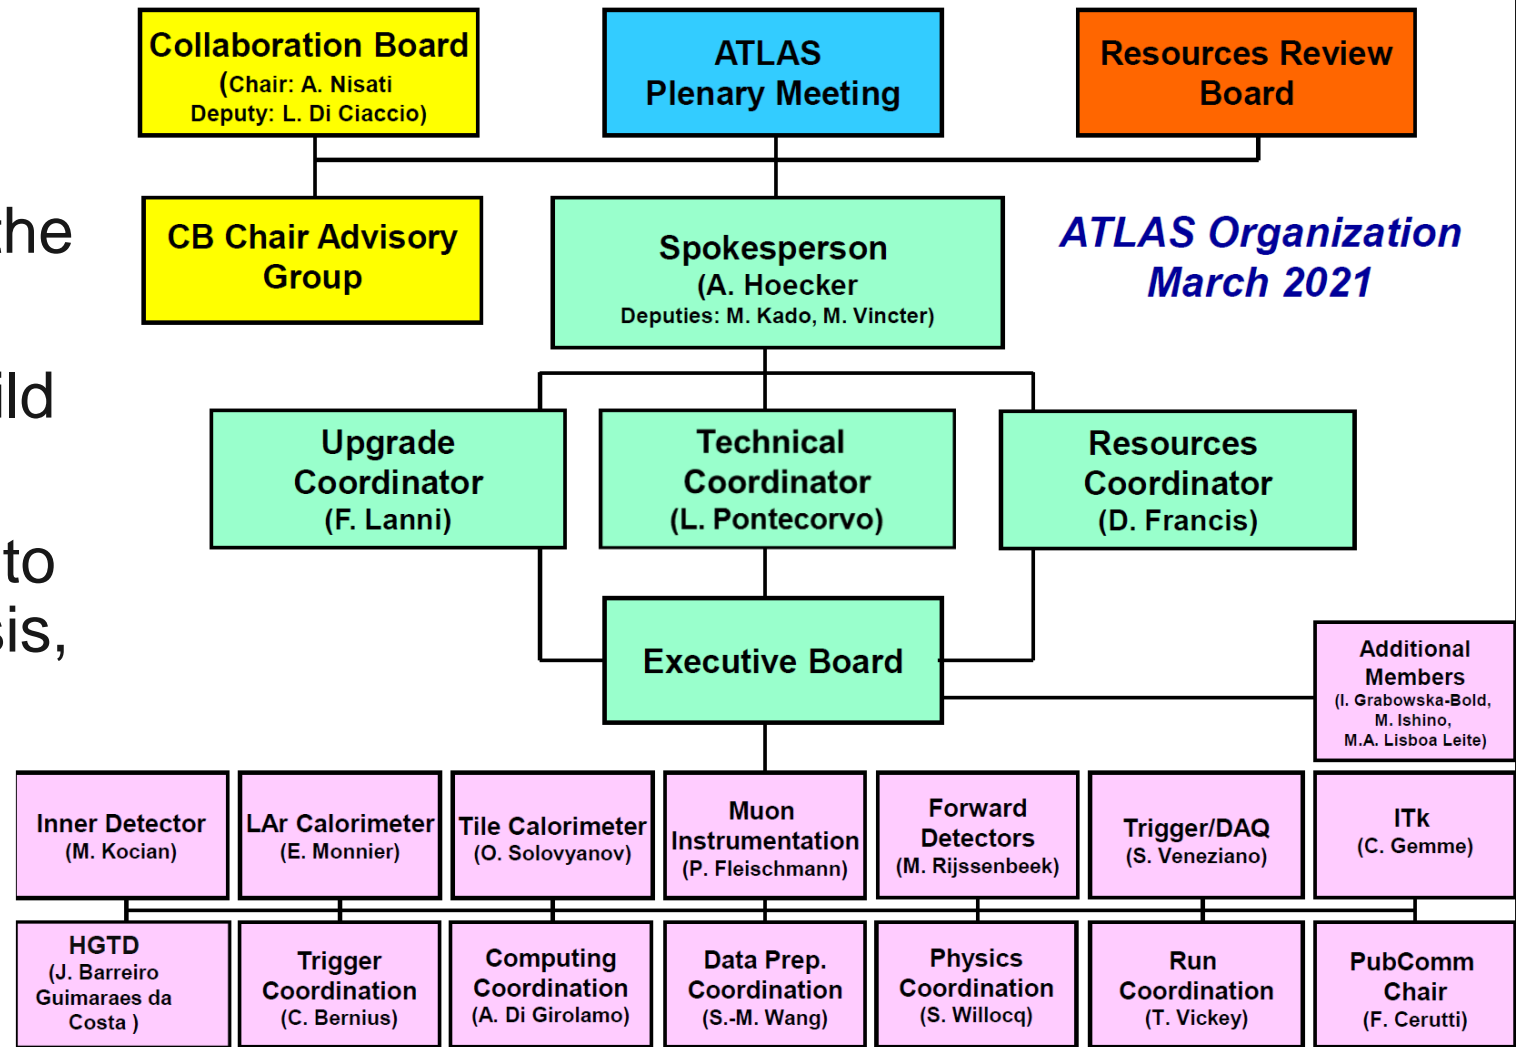 Collaboration Board
(Chair: A. Nisati
Deputy: L. Di Ciaccio)
ATLAS
Plenary Meeting
Resources Review
Board
the
CB Chair Advisory
Group
Spokesperson
(A. Hoecker
Deputies: M. Kado, M. Vincter)
ATLAS Organization
March 2021
ild
Upgrade
Coordinator
(F. Lanni)
Technical
Coordinator
(L. Pontecorvo)
Resources
Coordinator
(D. Francis)
to
sis,
Executive Board
Additional
Members
(I. Grabowska-Bold,
M. Ishino,
M.A. Lisboa Leite)
Inner Detector
(M. Kocian)
LAr Calorimeter
(E. Monnier)
Tile Calorimeter
(O. Solovyanov)
Muon
Instrumentation
(P. Fleischmann)
Forward
Detectors
(M. Rijssenbeek)
Trigger/DAQ
(S. Veneziano)
ITk
(C. Gemme)
HGTD
(J. Barreiro
Guimaraes da
Costa )
Trigger
Coordination
(C. Bernius)
Computing
Coordination
(A. Di Girolamo)
Data Prep.
Coordination
(S.-M. Wang)
Physics
Coordination
(S. Willocq)
Run
Coordination
(T. Vickey)
PubComm
Chair
(F. Cerutti)